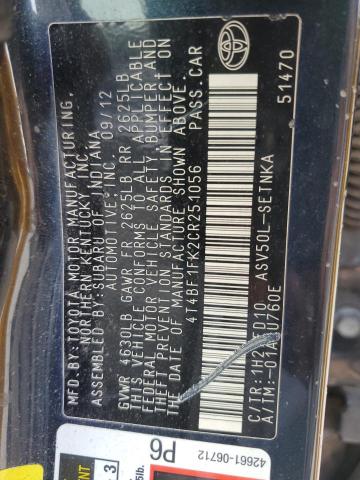 MFD.BY:TOYOTA MOTOR MANUFACTURING,
NORTHERN KENTUCKY, INC.
ASSEMBLED BY: SUBARU OF INDIANA
AUTOMOTIVE,INC. 09/12
GVWR 4630LB GAWR FR 2625LB RR 2625LB
THIS VEHICLE CONFORMS TO ALL APPLICABLE
FEDERAL MOTOR VEHICLE SAFETY,BUMPER,AND
THEFT PREVENTION STANDARDS IN EFFECT ON
THE DATE OF MANUFACTURE SHOWN ABOVE.
4T4BF1FK2CR251056 PASS.CAR
ASV50L-SETNKA
C/TR:
A/TM:-01A/U760E
51470
TOYOTA
P6
42661-06712